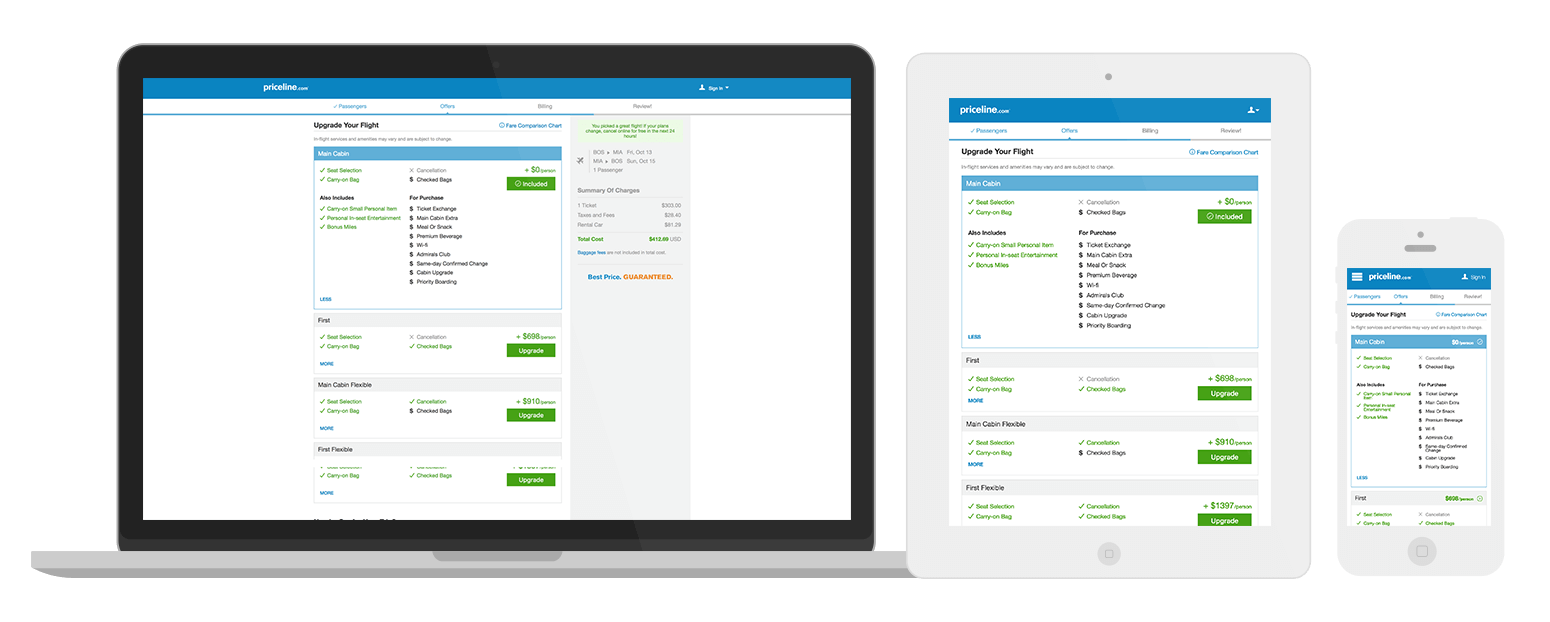 priceline.com
Sign In
✓ Passengers Offers Billing Review!
Upgrade Your Flight
Fare Comparison Chart
In-flight services and amenities may vary and are subject to change.
Main Cabin
✓ Seat Selection
✓ Carry-on Bag
× Cancellation
$ Checked Bags
+ $0/person
Included
Also Includes
✓ Carry-on Small Personal Item
✓ Personal In-seat Entertainment
✓ Bonus Miles
For Purchase
$ Ticket Exchange
$ Main Cabin Extra
$ Meal Or Snack
$ Premium Beverage
$ Wi-fi
$ Admirals Club
$ Same-day Confirmed Change
$ Cabin Upgrade
$ Priority Boarding
LESS
First
✓ Seat Selection
✓ Carry-on Bag
× Cancellation
✓ Checked Bags
+ $698/person
Upgrade
MORE
Main Cabin Flexible
✓ Seat Selection
✓ Carry-on Bag
✓ Cancellation
$ Checked Bags
+ $910/person
Upgrade
MORE
First Flexible
✓ Carry-on Bag
✓ Checked Bags
Upgrade
MORE
You picked a great flight! If your plans
change, cancel online for free in the next 24
hours!
BOS ▸ MIA Fri, Oct 13
MIA ▸ BOS Sun, Oct 15
1 Passenger
Summary Of Charges
1 Ticket $303.00
Taxes and Fees $28.40
Rental Car $81.29
Total Cost $412.69 USD
Baggage fees are not included in total cost.
Best Price. GUARANTEED.
priceline.com
✓ Passengers Offers Billing Review!
Upgrade Your Flight
Fare Comparison Chart
In-flight services and amenities may vary and are subject to change.
Main Cabin
✓ Seat Selection
✓ Carry-on Bag
× Cancellation
$ Checked Bags
+ $0/person
Included
Also Includes
✓ Carry-on Small Personal Item
✓ Personal In-seat Entertainment
✓ Bonus Miles
For Purchase
$ Ticket Exchange
$ Main Cabin Extra
$ Meal Or Snack
$ Premium Beverage
$ Wi-fi
$ Admirals Club
$ Same-day Confirmed Change
$ Cabin Upgrade
$ Priority Boarding
LESS
First
✓ Seat Selection
✓ Carry-on Bag
× Cancellation
✓ Checked Bags
+ $698/person
Upgrade
MORE
Main Cabin Flexible
✓ Seat Selection
✓ Carry-on Bag
✓ Cancellation
$ Checked Bags
+ $910/person
Upgrade
MORE
First Flexible
✓ Seat Selection
✓ Carry-on Bag
✓ Cancellation
✓ Checked Bags
+ $1397/person
Upgrade
priceline.com
Sign In
✓ Passengers Offers Billing Review!
Upgrade Your Flight
Fare Comparison Chart
In-flight services and amenities may vary and are subject to change.
Main Cabin
$0/person
✓ Seat Selection
✓ Carry-on Bag
× Cancellation
$ Checked Bags
Also Includes
✓ Carry-on Small Personal
Item
✓ Personal In-seat
Entertainment
✓ Bonus Miles
For Purchase
$ Ticket Exchange
$ Main Cabin Extra
$ Meal Or Snack
$ Premium Beverage
$ Wi-fi
$ Admirals Club
$ Same-day Confirmed
Change
$ Cabin Upgrade
$ Priority Boarding
LESS
First
$698/person
✓ Seat Selection
✓ Carry-on Bag
× Cancellation
✓ Checked Bags